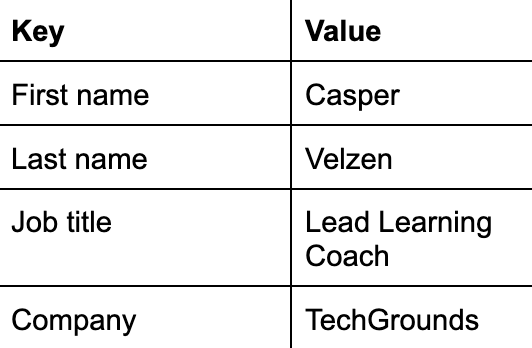 Key Value
First name Casper
Last name Velzen
Job title Lead Learning
Coach
Company TechGrounds